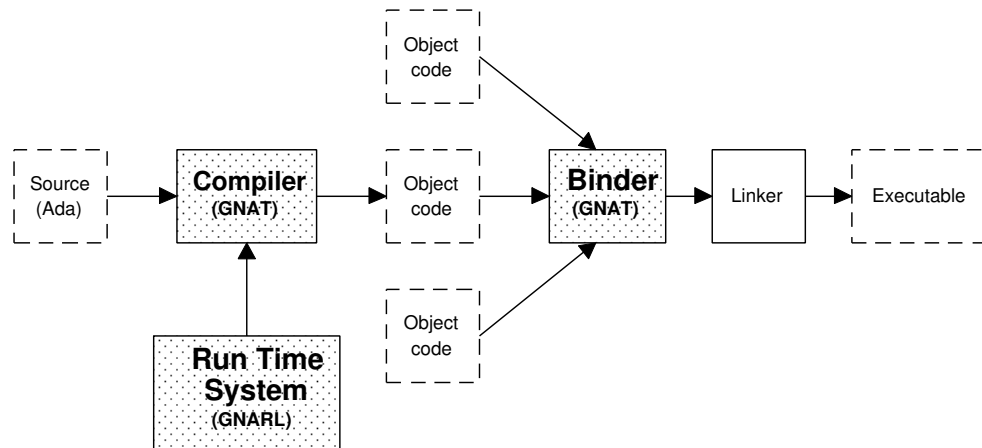 Object
code
Source
(Ada)
Compiler
(GNAT)
Object
code
Binder
(GNAT)
Linker
Executable
Object
code
Run Time
System
(GNARL)